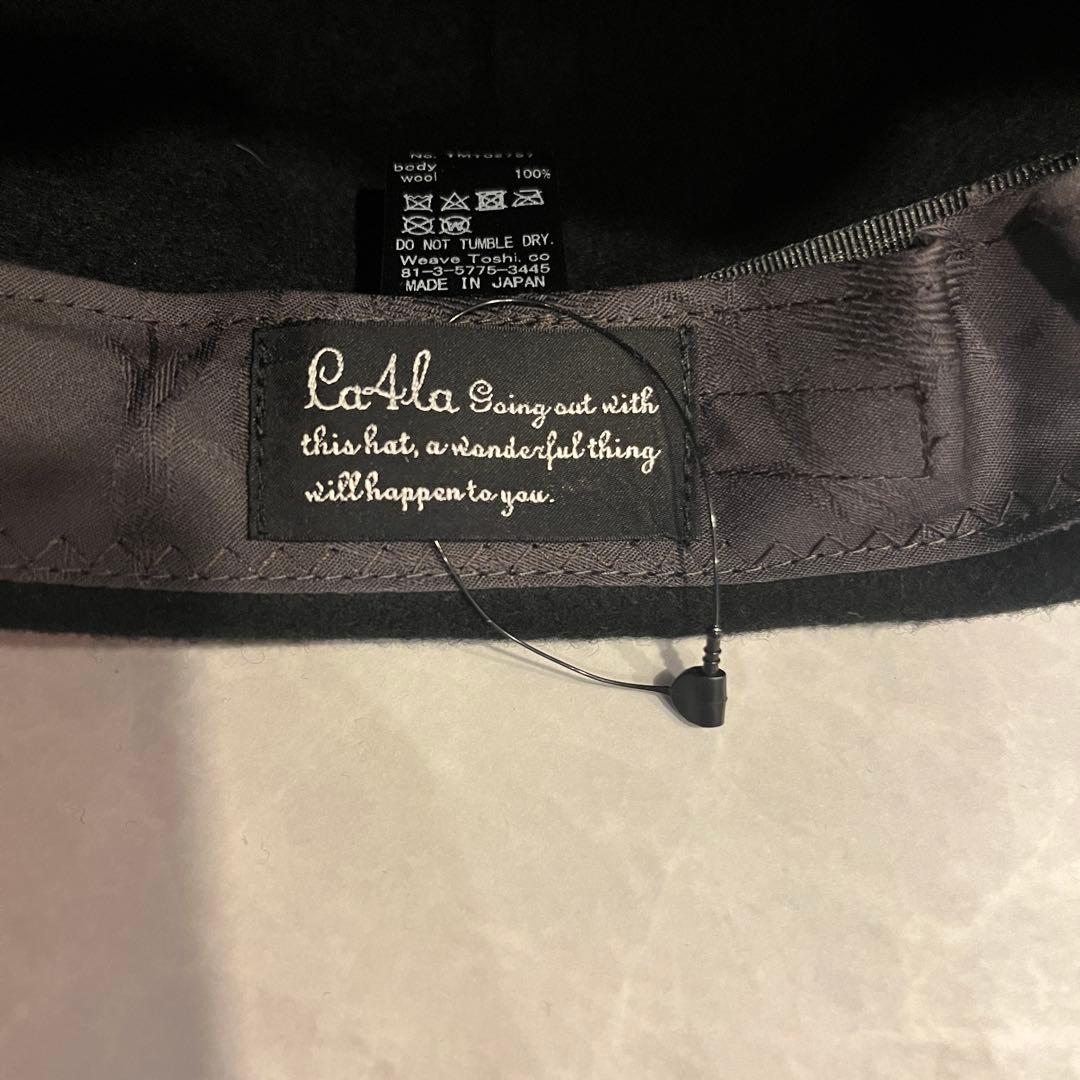 body
wool 100%
DO NOT TUMBLE DRY.
Weave Toshi. co
81-3-5775-3445
MADE IN JAPAN
Ca4la Going out with
this hat, a wonderful thing
will happen to you.